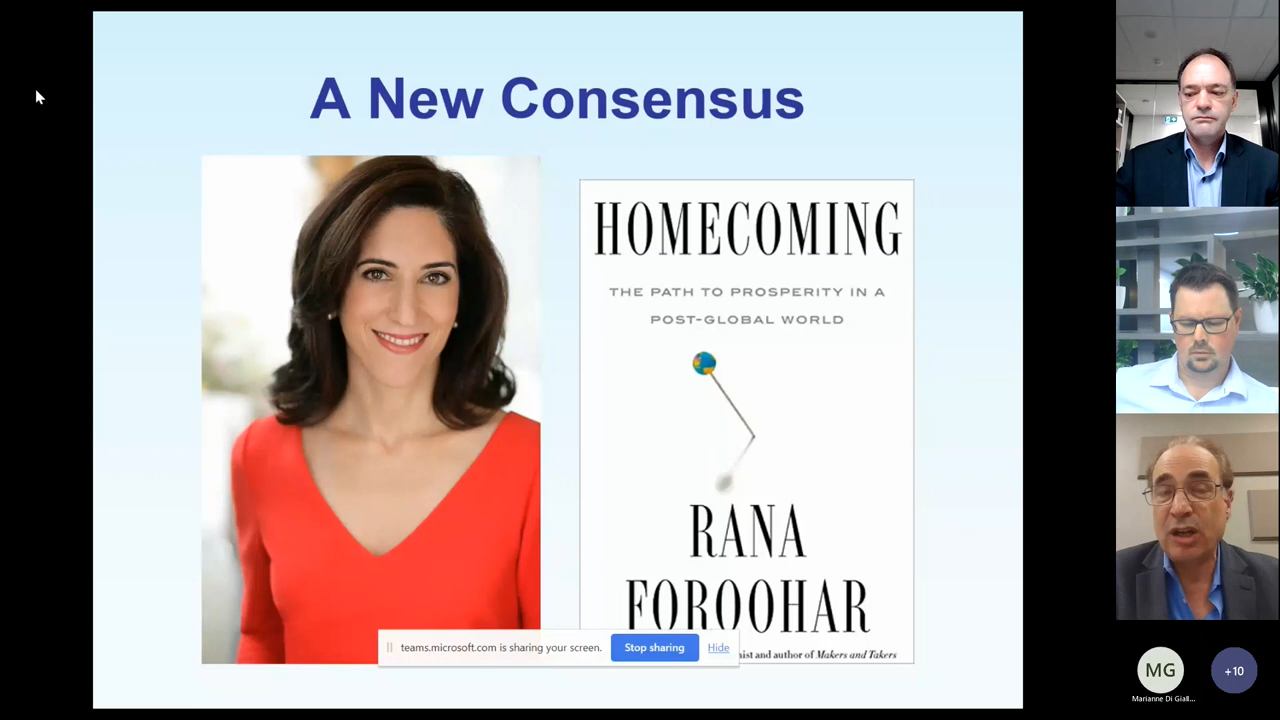 A New Consensus
HOMECOMING
THE PATH TO PROSPERITY IN A
POST-GLOBAL WORLD
RANA
FOROOHAR
and author of Makers and Takers
teams.microsoft.com is sharing your screen.
Stop sharing
Hide
MG
+10
Marianne Di Giall...